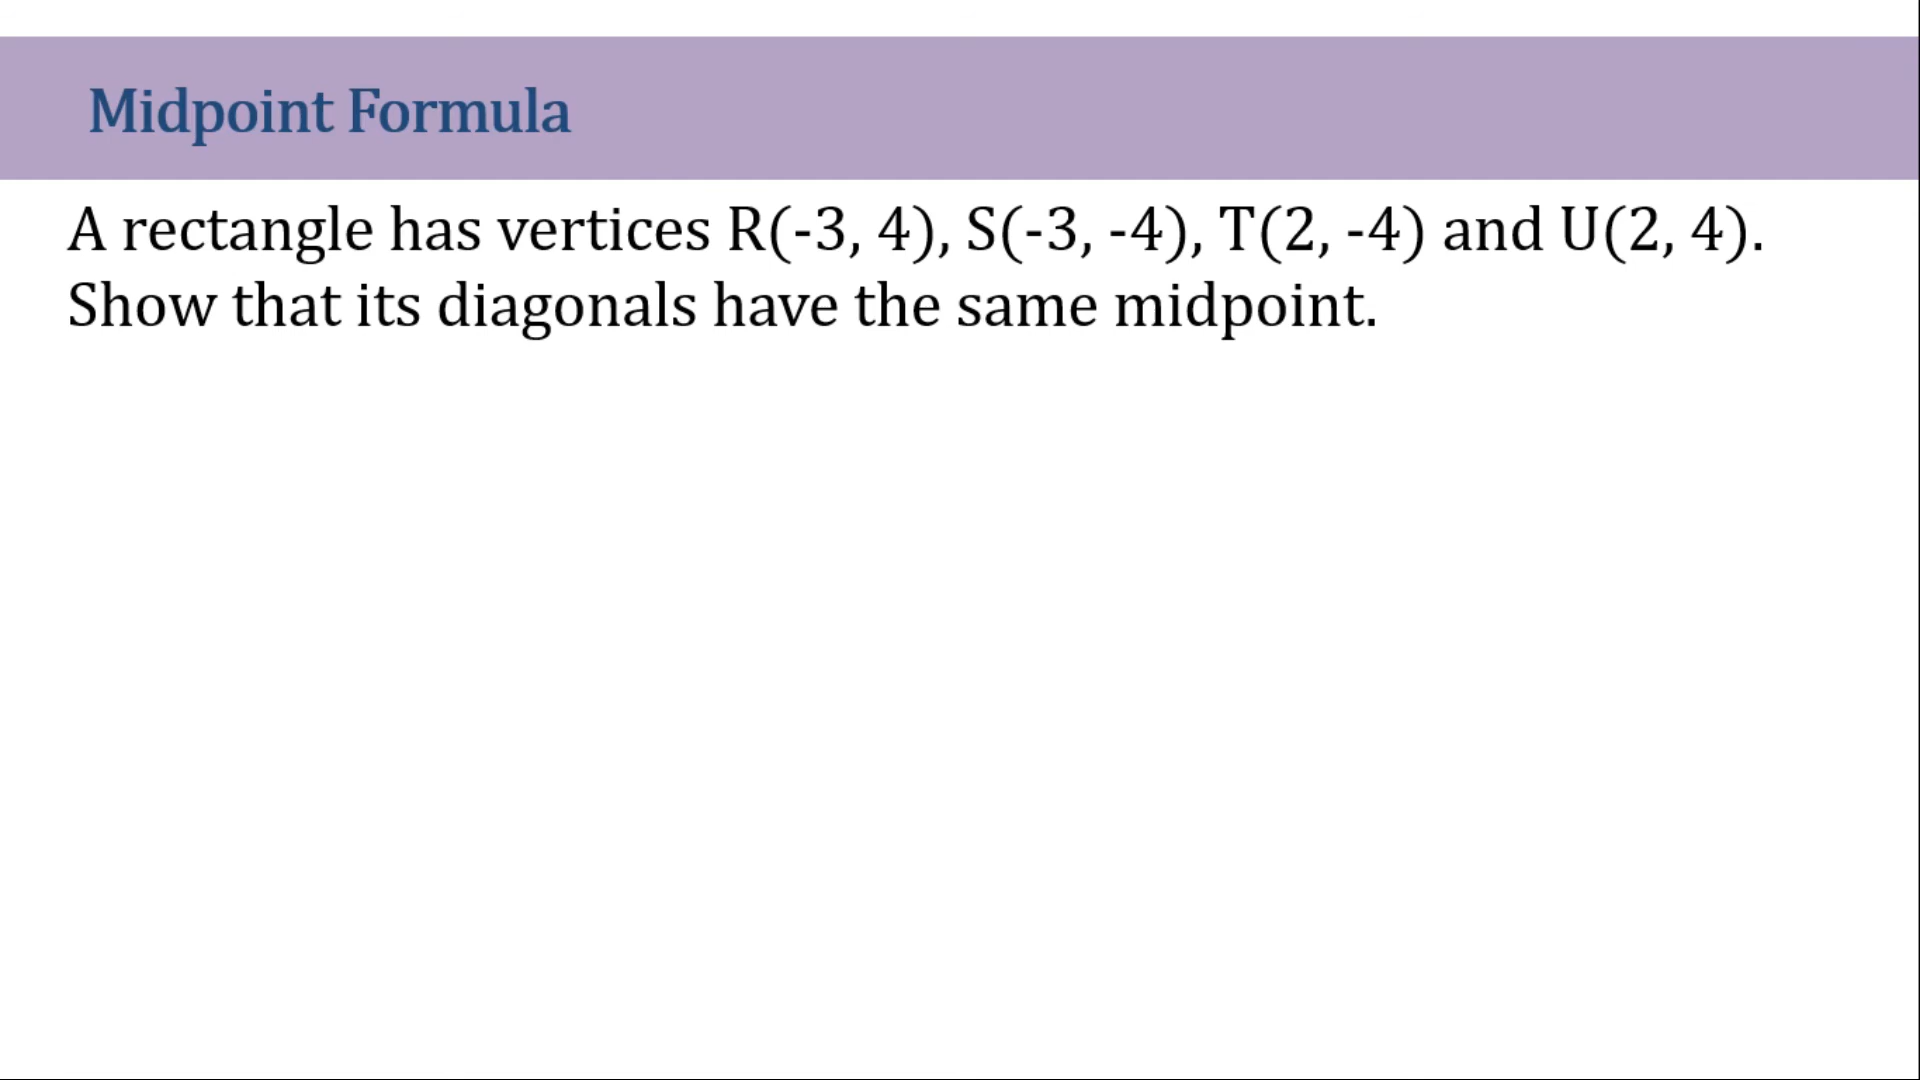 Midpoint Formula
A rectangle has vertices R(-3, 4), S(-3, -4), T(2, -4) and U(2, 4).
Show that its diagonals have the same midpoint.